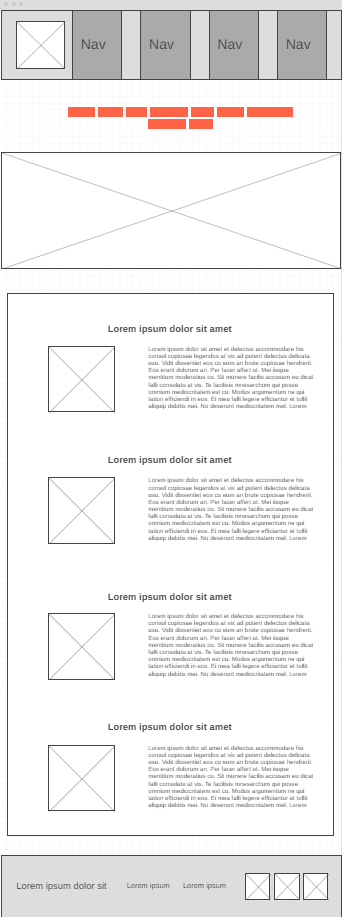 Nav Nav Nav Nav
Lorem ipsum dolor sit amet
Lorem ipsum dolor sit amet et delectus accommodare his
consul copiosae legendos at vix ad putent delectus delicata
usu. Vidit dissentiet eos cu eum an brute copiosae hendrerit.
Eos erant dolorum an. Per facer affert ut. Mei iisque
mentitum moderatius cu. Sit munere facilisis accusam eu dicat
falli consulatu at vis. Te facilisis mnesarchum qui posse
omnium mediocritatem est cu. Modus argumentum ne qui
tation efficiendi in eos. Ei mea falli legere efficiantur et tollit
aliquip debitis mei. No deserunt mediocritatem mel. Lorem
Lorem ipsum dolor sit amet
Lorem ipsum dolor sit amet et delectus accommodare his
consul copiosae legendos at vix ad putent delectus delicata
usu. Vidit dissentiet eos cu eum an brute copiosae hendrerit.
Eos erant dolorum an. Per facer affert ut. Mei iisque
mentitum moderatius cu. Sit munere facilisis accusam eu dicat
falli consulatu at vis. Te facilisis mnesarchum qui posse
omnium mediocritatem est cu. Modus argumentum ne qui
tation efficiendi in eos. Ei mea falli legere efficiantur et tollit
aliquip debitis mei. No deserunt mediocritatem mel. Lorem
Lorem ipsum dolor sit amet
Lorem ipsum dolor sit amet et delectus accommodare his
consul copiosae legendos at vix ad putent delectus delicata
usu. Vidit dissentiet eos cu eum an brute copiosae hendrerit.
Eos erant dolorum an. Per facer affert ut. Mei iisque
mentitum moderatius cu. Sit munere facilisis accusam eu dicat
falli consulatu at vis. Te facilisis mnesarchum qui posse
omnium mediocritatem est cu. Modus argumentum ne qui
tation efficiendi in eos. Ei mea falli legere efficiantur et tollit
aliquip debitis mei. No deserunt mediocritatem mel. Lorem
Lorem ipsum dolor sit amet
Lorem ipsum dolor sit amet et delectus accommodare his
consul copiosae legendos at vix ad putent delectus delicata
usu. Vidit dissentiet eos cu eum an brute copiosae hendrerit.
Eos erant dolorum an. Per facer affert ut. Mei iisque
mentitum moderatius cu. Sit munere facilisis accusam eu dicat
falli consulatu at vis. Te facilisis mnesarchum qui posse
omnium mediocritatem est cu. Modus argumentum ne qui
tation efficiendi in eos. Ei mea falli legere efficiantur et tollit
aliquip debitis mei. No deserunt mediocritatem mel. Lorem
Lorem ipsum dolor sit Lorem ipsum Lorem ipsum